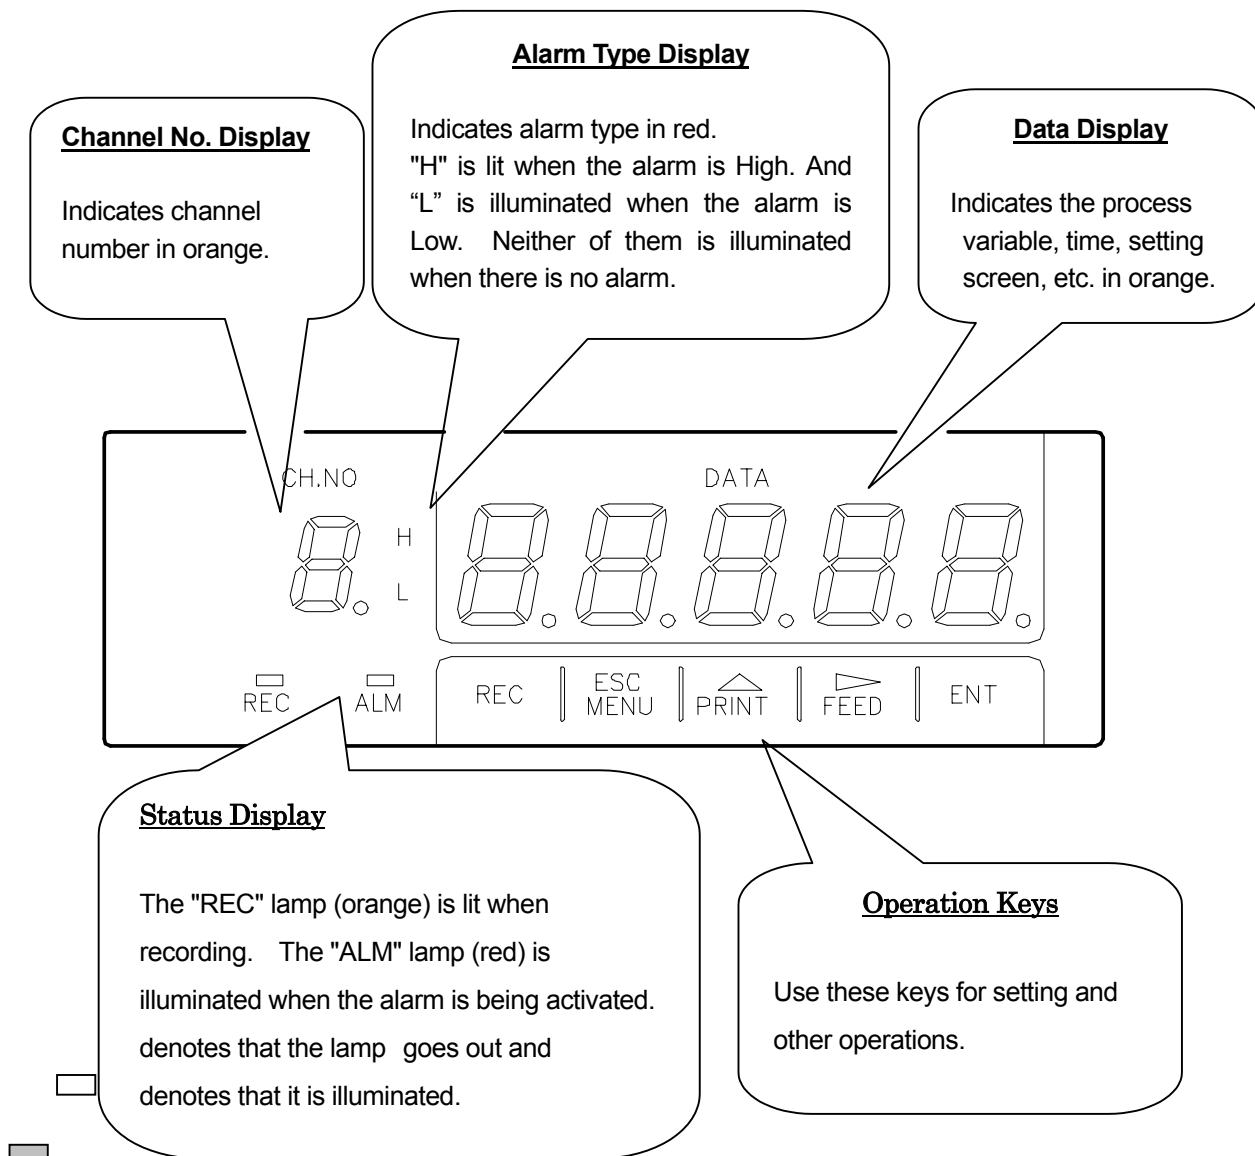 Alarm Type Display
Indicates alarm type in red.
"H" is lit when the alarm is High. And
“L” is illuminated when the alarm is
Low. Neither of them is illuminated
when there is no alarm.
Channel No. Display
Indicates channel
number in orange.
Data Display
Indicates the process
variable, time, setting
screen, etc. in orange.
CH.NO
DATA
H
L
REC
ALM
REC
ESC
MENU
PRINT
FEED
ENT
Status Display
The "REC" lamp (orange) is lit when
recording. The "ALM" lamp (red) is
illuminated when the alarm is being activated.
denotes that the lamp goes out and
denotes that it is illuminated.
Operation Keys
Use these keys for setting and
other operations.